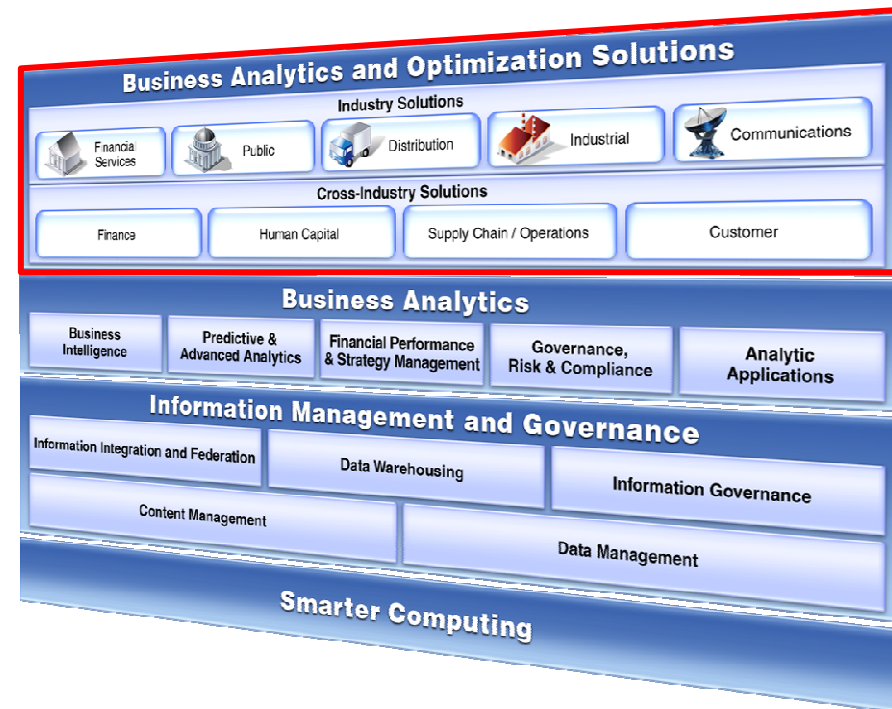 Business Analytics and Optimization Solutions
Industry Solutions
Financial
Services
Public
Distribution
Industrial
Communications
Cross-Industry Solutions
Finance
Human Capital
Supply Chain / Operations
Customer
Business Analytics
Business
Intelligence
Predictive &
Advanced Analytics
Financial Performance
& Strategy Management
Governance,
Risk & Compliance
Analytic
Applications
Information Management and Governance
Information Integration and Federation
Data Warehousing
Information Governance
Content Management
Data Management
Smarter Computing